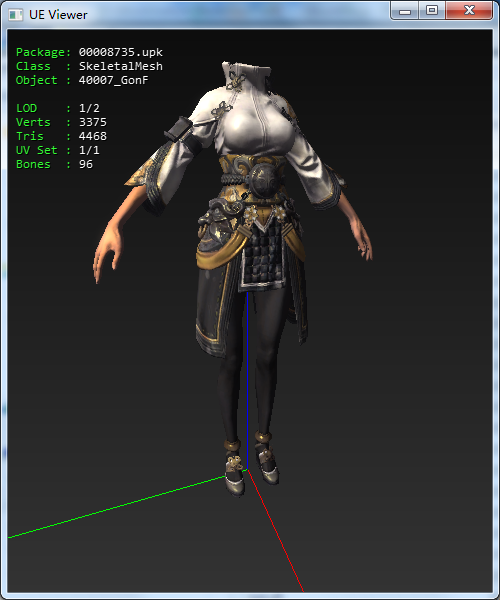 UE Viewer
Package: 00008735.upk
Class  : SkeletalMesh
Object : 40007_GonF
LOD    : 1/2
Verts  : 3375
Tris   : 4468
UV Set : 1/1
Bones  : 96